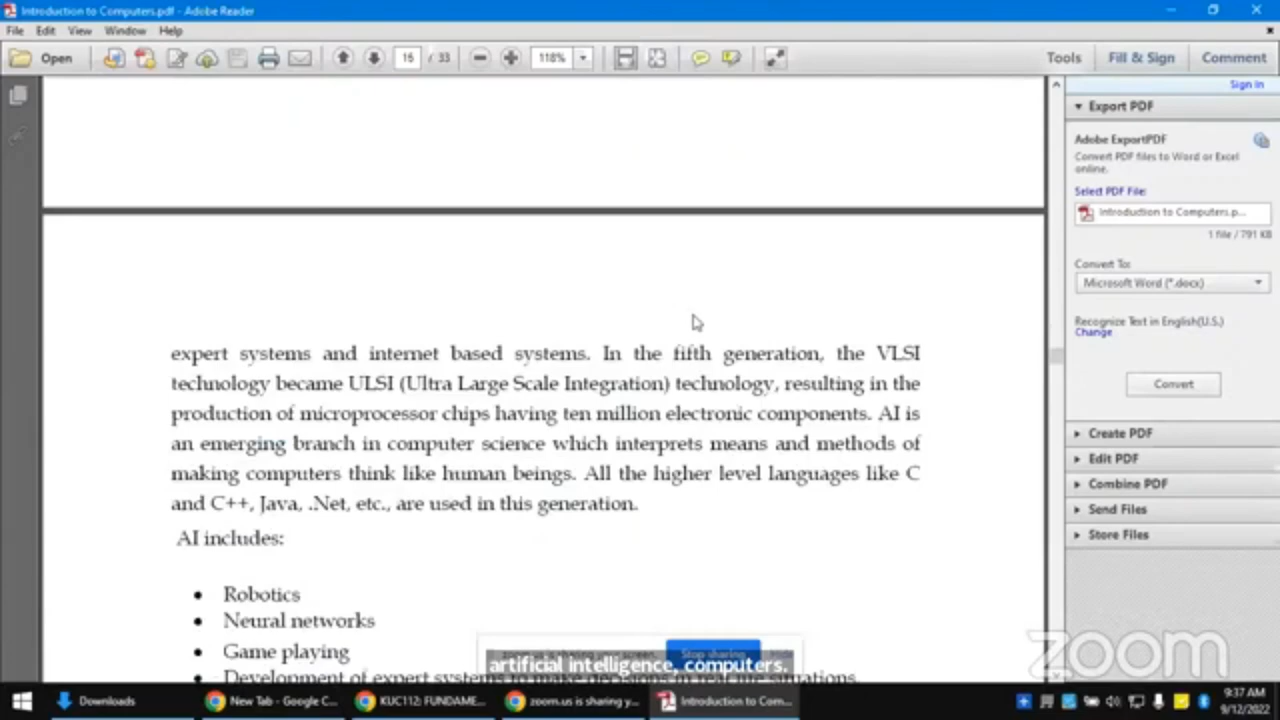 Introduction to Computers.pdf - Adobe Reader
File Edit View Window Help
Open 16 / 33 118% Tools Fill & Sign Comment
Sign In
Export PDF
Adobe ExportPDF
Convert PDF files to Word or Excel
online.
Select PDF File:
Introduction to Computers.p...
1 file / 791 KB
Convert To:
Microsoft Word (*.docx)
Recognize Text in English(U.S.)
Change
Convert
Create PDF
Edit PDF
Combine PDF
Send Files
Store Files
expert systems and internet based systems. In the fifth generation, the VLSI
technology became ULSI (Ultra Large Scale Integration) technology, resulting in the
production of microprocessor chips having ten million electronic components. AI is
an emerging branch in computer science which interprets means and methods of
making computers think like human beings. All the higher level languages like C
and C++, Java, .Net, etc., are used in this generation.
AI includes:
• Robotics
• Neural networks
• Game playing
• Development of expert systems to make decisions in real life situations.
zoom.us is sharing your screen. Stop sharing Hide
artificial intelligence, computers.
zoom
Downloads
New Tab - Google C...
KUC112: FUNDAME...
zoom.us is sharing y...
Introduction to Com...
9:37 AM
9/12/2022